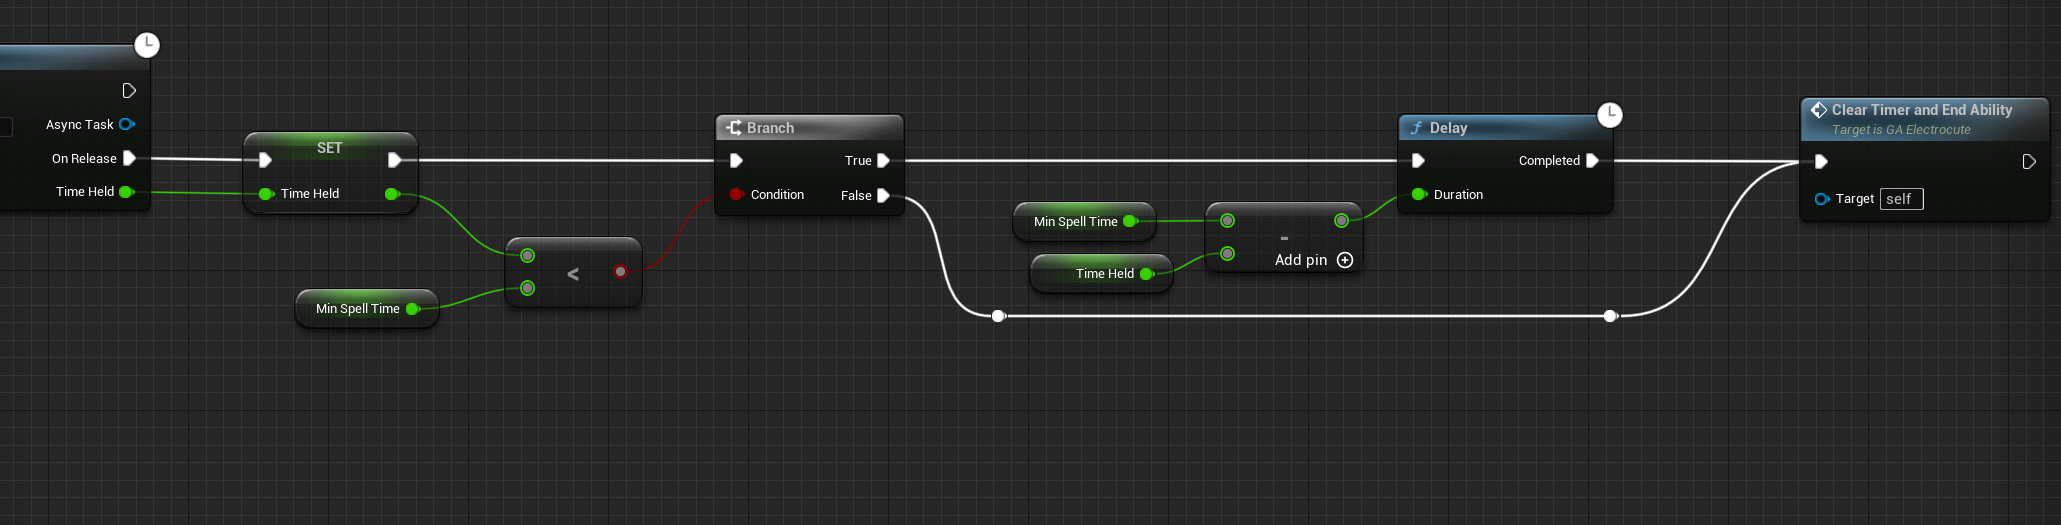 Async Task
On Release
Time Held
SET
Time Held
Min Spell Time
<
Branch
True
Condition
False
Min Spell Time
Time Held
-
Add pin
f Delay
Completed
Duration
Clear Timer and End Ability
Target is GA Electrocute
Target self